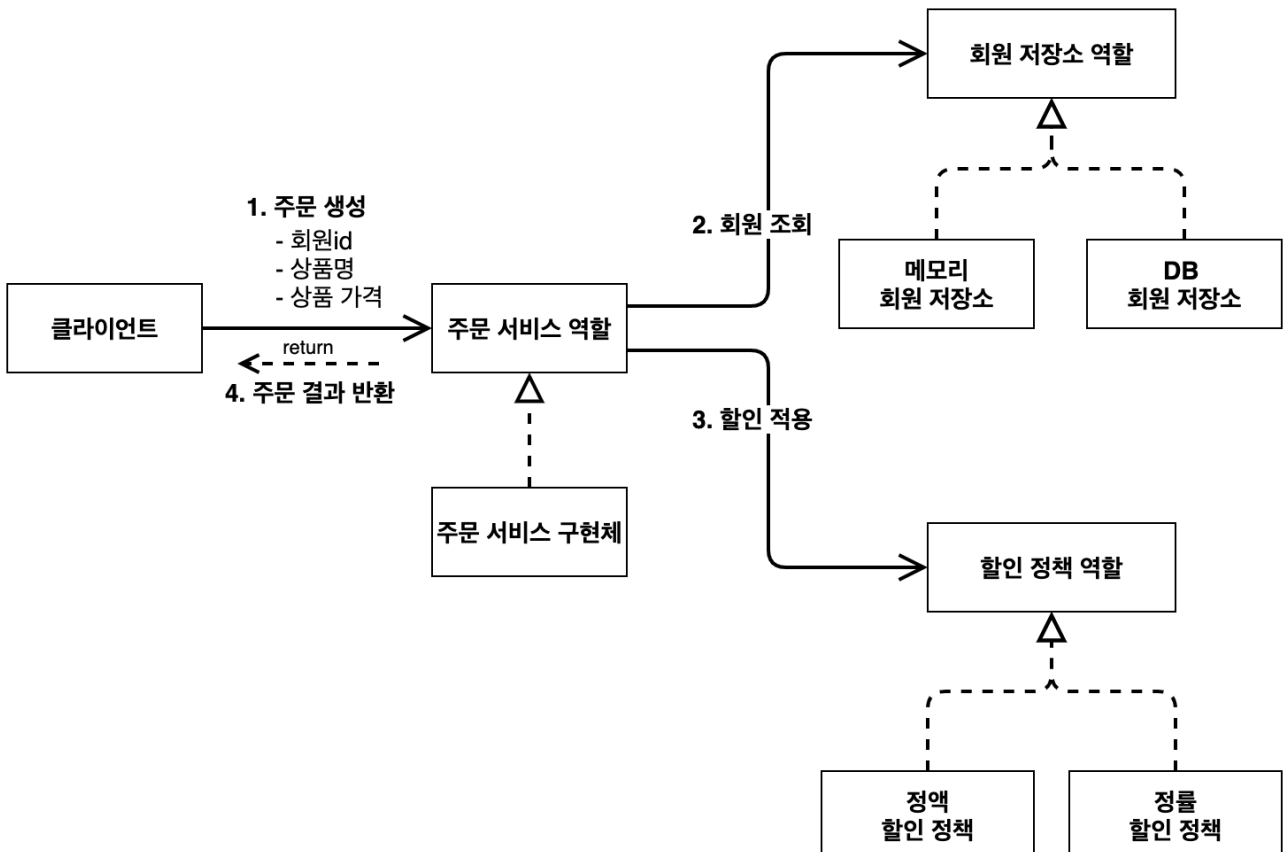 회원 저장소 역할
1. 주문 생성
- 회원id
- 상품명
- 상품 가격
2. 회원 조회
메모리
회원 저장소
DB
회원 저장소
클라이언트
주문 서비스 역할
return
4. 주문 결과 반환
3. 할인 적용
주문 서비스 구현체
할인 정책 역할
정액
할인 정책
정률
할인 정책